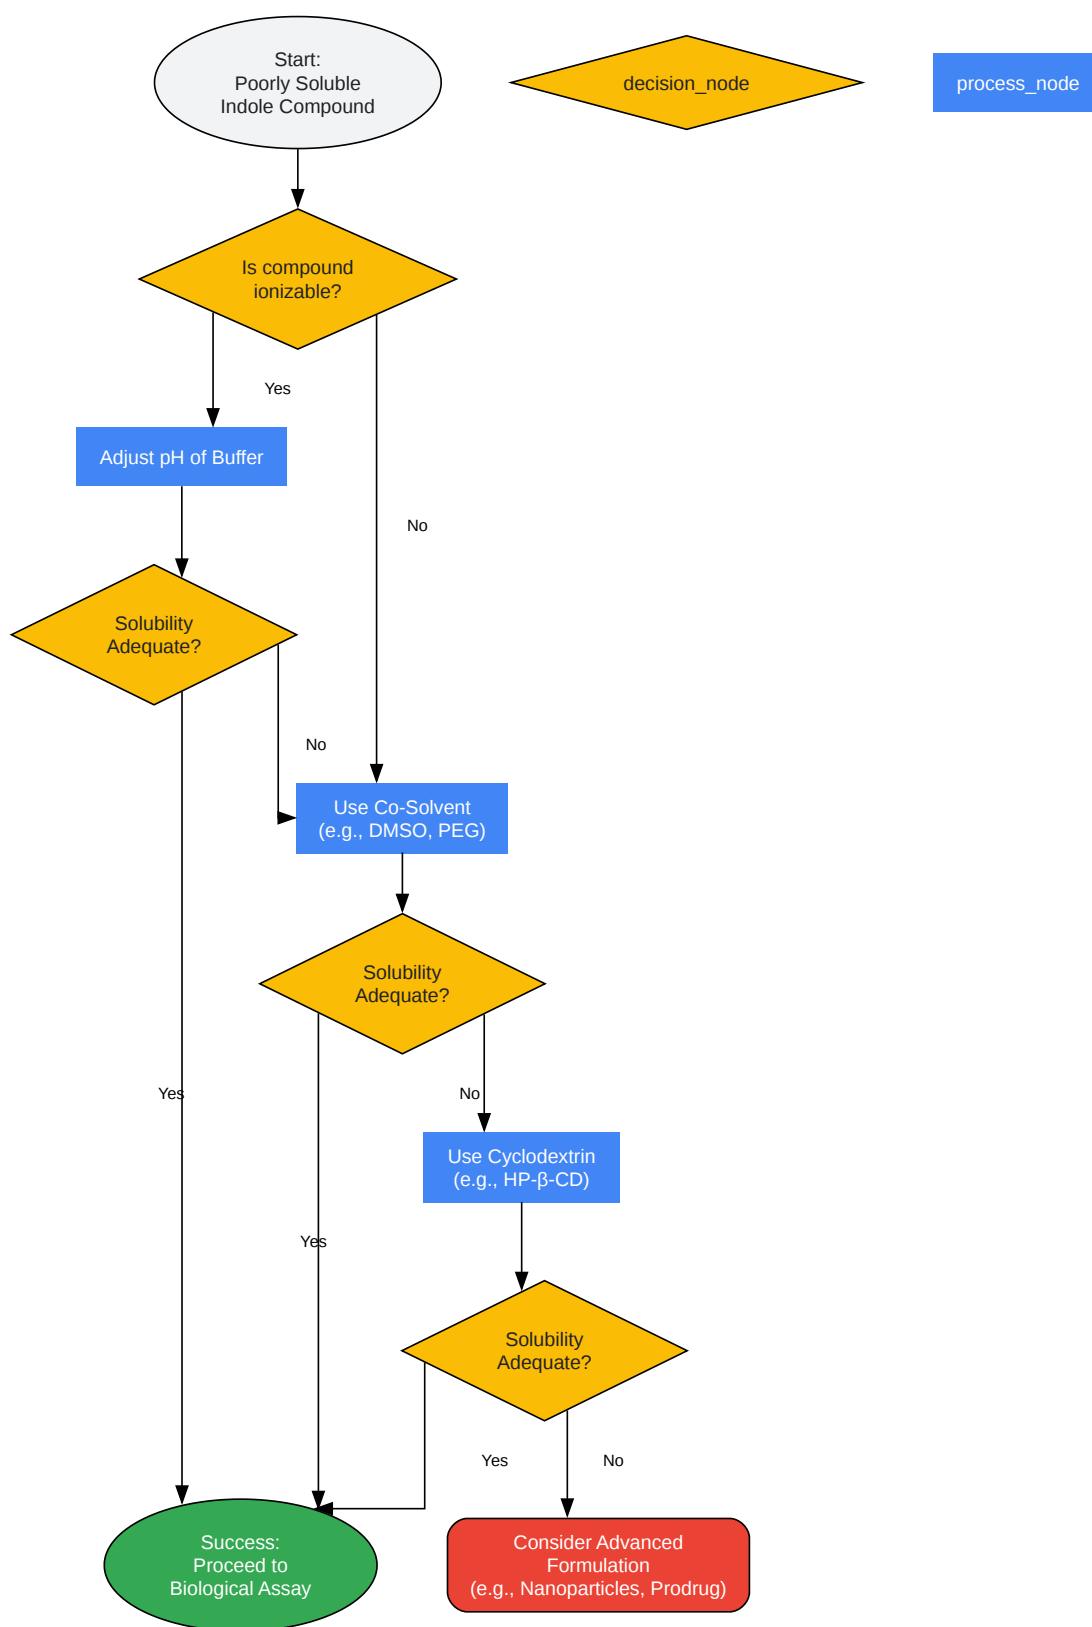 Start:
Poorly Soluble
Indole Compound
decision_node
process_node
Is compound
ionizable?
Yes
Adjust pH of Buffer
No
Solubility
Adequate?
No
Use Co-Solvent
(e.g., DMSO, PEG)
Solubility
Adequate?
Yes
No
Use Cyclodextrin
(e.g., HP-β-CD)
Yes
Solubility
Adequate?
Yes
No
Success:
Proceed to
Biological Assay
Consider Advanced
Formulation
(e.g., Nanoparticles, Prodrug)